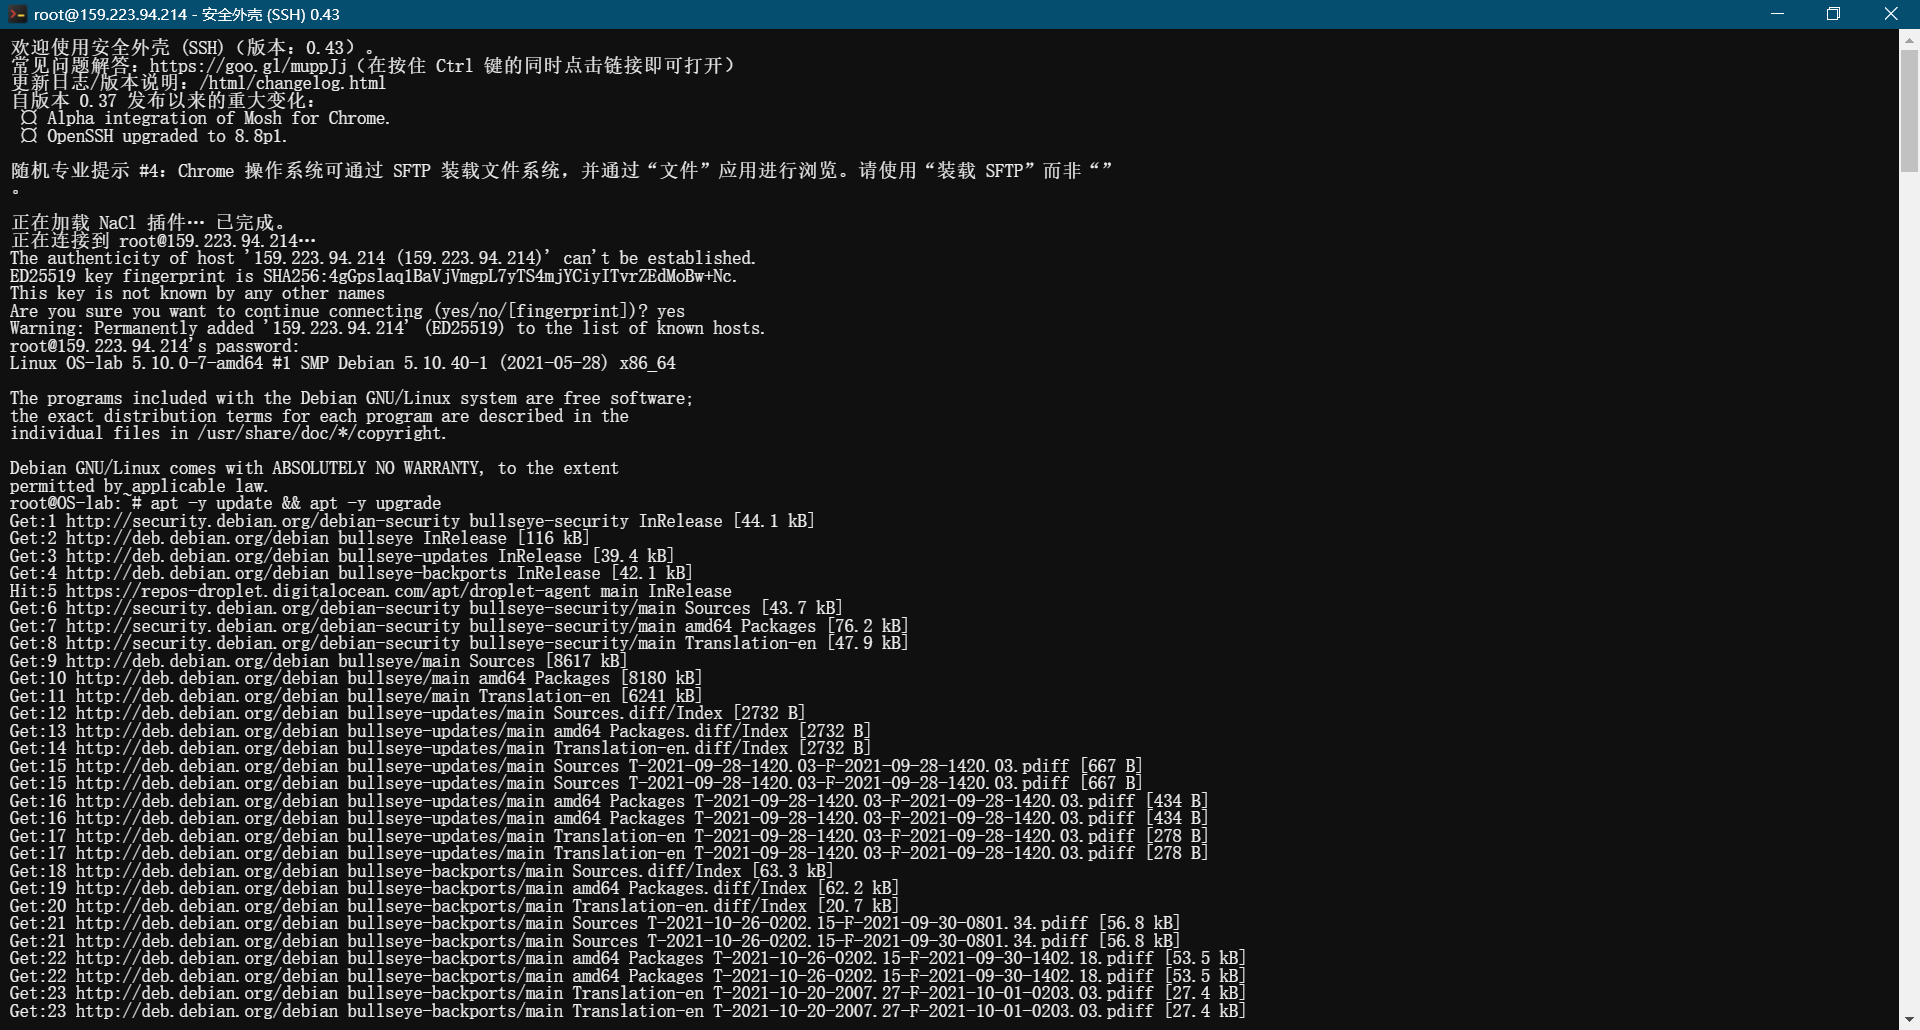 root@159.223.94.214 - 安全外壳 (SSH) 0.43
欢迎使用安全外壳 (SSH)（版本：0.43）。
常见问题解答：https://goo.gl/muppJj（在按住 Ctrl 键的同时点击链接即可打开）
更新日志/版本说明：/html/changelog.html
自版本 0.37 发布以来的重大变化：
¤ Alpha integration of Mosh for Chrome.
¤ OpenSSH upgraded to 8.8p1.
随机专业提示 #4：Chrome 操作系统可通过 SFTP 装载文件系统，并通过“文件”应用进行浏览。请使用“装载 SFTP”而非“”
。
正在加载 NaCl 插件… 已完成。
正在连接到 root@159.223.94.214…
The authenticity of host '159.223.94.214 (159.223.94.214)' can't be established.
ED25519 key fingerprint is SHA256:4gGpslaq1BaVjVmgpL7yTS4mjYCiyITvrZEdMoBw+Nc.
This key is not known by any other names
Are you sure you want to continue connecting (yes/no/[fingerprint])? yes
Warning: Permanently added '159.223.94.214' (ED25519) to the list of known hosts.
root@159.223.94.214's password:
Linux OS-lab 5.10.0-7-amd64 #1 SMP Debian 5.10.40-1 (2021-05-28) x86_64
The programs included with the Debian GNU/Linux system are free software;
the exact distribution terms for each program are described in the
individual files in /usr/share/doc/*/copyright.
Debian GNU/Linux comes with ABSOLUTELY NO WARRANTY, to the extent
permitted by applicable law.
root@OS-lab:~# apt -y update && apt -y upgrade
Get:1 http://security.debian.org/debian-security bullseye-security InRelease [44.1 kB]
Get:2 http://deb.debian.org/debian bullseye InRelease [116 kB]
Get:3 http://deb.debian.org/debian bullseye-updates InRelease [39.4 kB]
Get:4 http://deb.debian.org/debian bullseye-backports InRelease [42.1 kB]
Hit:5 https://repos-droplet.digitalocean.com/apt/droplet-agent main InRelease
Get:6 http://security.debian.org/debian-security bullseye-security/main Sources [43.7 kB]
Get:7 http://security.debian.org/debian-security bullseye-security/main amd64 Packages [76.2 kB]
Get:8 http://security.debian.org/debian-security bullseye-security/main Translation-en [47.9 kB]
Get:9 http://deb.debian.org/debian bullseye/main Sources [8617 kB]
Get:10 http://deb.debian.org/debian bullseye/main amd64 Packages [8180 kB]
Get:11 http://deb.debian.org/debian bullseye/main Translation-en [6241 kB]
Get:12 http://deb.debian.org/debian bullseye-updates/main Sources.diff/Index [2732 B]
Get:13 http://deb.debian.org/debian bullseye-updates/main amd64 Packages.diff/Index [2732 B]
Get:14 http://deb.debian.org/debian bullseye-updates/main Translation-en.diff/Index [2732 B]
Get:15 http://deb.debian.org/debian bullseye-updates/main Sources T-2021-09-28-1420.03-F-2021-09-28-1420.03.pdiff [667 B]
Get:15 http://deb.debian.org/debian bullseye-updates/main Sources T-2021-09-28-1420.03-F-2021-09-28-1420.03.pdiff [667 B]
Get:16 http://deb.debian.org/debian bullseye-updates/main amd64 Packages T-2021-09-28-1420.03-F-2021-09-28-1420.03.pdiff [434 B]
Get:16 http://deb.debian.org/debian bullseye-updates/main amd64 Packages T-2021-09-28-1420.03-F-2021-09-28-1420.03.pdiff [434 B]
Get:17 http://deb.debian.org/debian bullseye-updates/main Translation-en T-2021-09-28-1420.03-F-2021-09-28-1420.03.pdiff [278 B]
Get:17 http://deb.debian.org/debian bullseye-updates/main Translation-en T-2021-09-28-1420.03-F-2021-09-28-1420.03.pdiff [278 B]
Get:18 http://deb.debian.org/debian bullseye-backports/main Sources.diff/Index [63.3 kB]
Get:19 http://deb.debian.org/debian bullseye-backports/main amd64 Packages.diff/Index [62.2 kB]
Get:20 http://deb.debian.org/debian bullseye-backports/main Translation-en.diff/Index [20.7 kB]
Get:21 http://deb.debian.org/debian bullseye-backports/main Sources T-2021-10-26-0202.15-F-2021-09-30-0801.34.pdiff [56.8 kB]
Get:21 http://deb.debian.org/debian bullseye-backports/main Sources T-2021-10-26-0202.15-F-2021-09-30-0801.34.pdiff [56.8 kB]
Get:22 http://deb.debian.org/debian bullseye-backports/main amd64 Packages T-2021-10-26-0202.15-F-2021-09-30-1402.18.pdiff [53.5 kB]
Get:22 http://deb.debian.org/debian bullseye-backports/main amd64 Packages T-2021-10-26-0202.15-F-2021-09-30-1402.18.pdiff [53.5 kB]
Get:23 http://deb.debian.org/debian bullseye-backports/main Translation-en T-2021-10-20-2007.27-F-2021-10-01-0203.03.pdiff [27.4 kB]
Get:23 http://deb.debian.org/debian bullseye-backports/main Translation-en T-2021-10-20-2007.27-F-2021-10-01-0203.03.pdiff [27.4 kB]